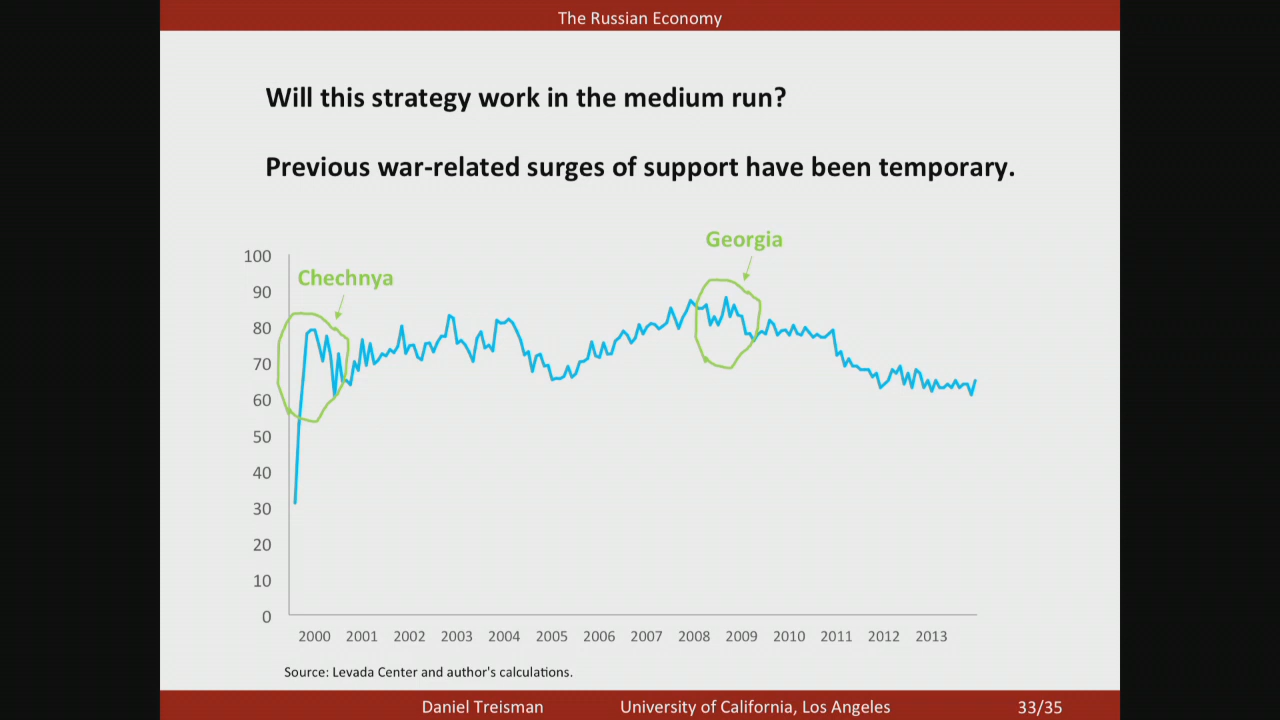 The Russian Economy
Will this strategy work in the medium run?
Previous war-related surges of support have been temporary.
Georgia
Chechnya
100
90
80
70
60
50
40
30
20
10
0
2000 2001 2002 2003 2004 2005 2006 2007 2008 2009 2010 2011 2012 2013
Source: Levada Center and author's calculations.
Daniel Treisman University of California, Los Angeles 33/35